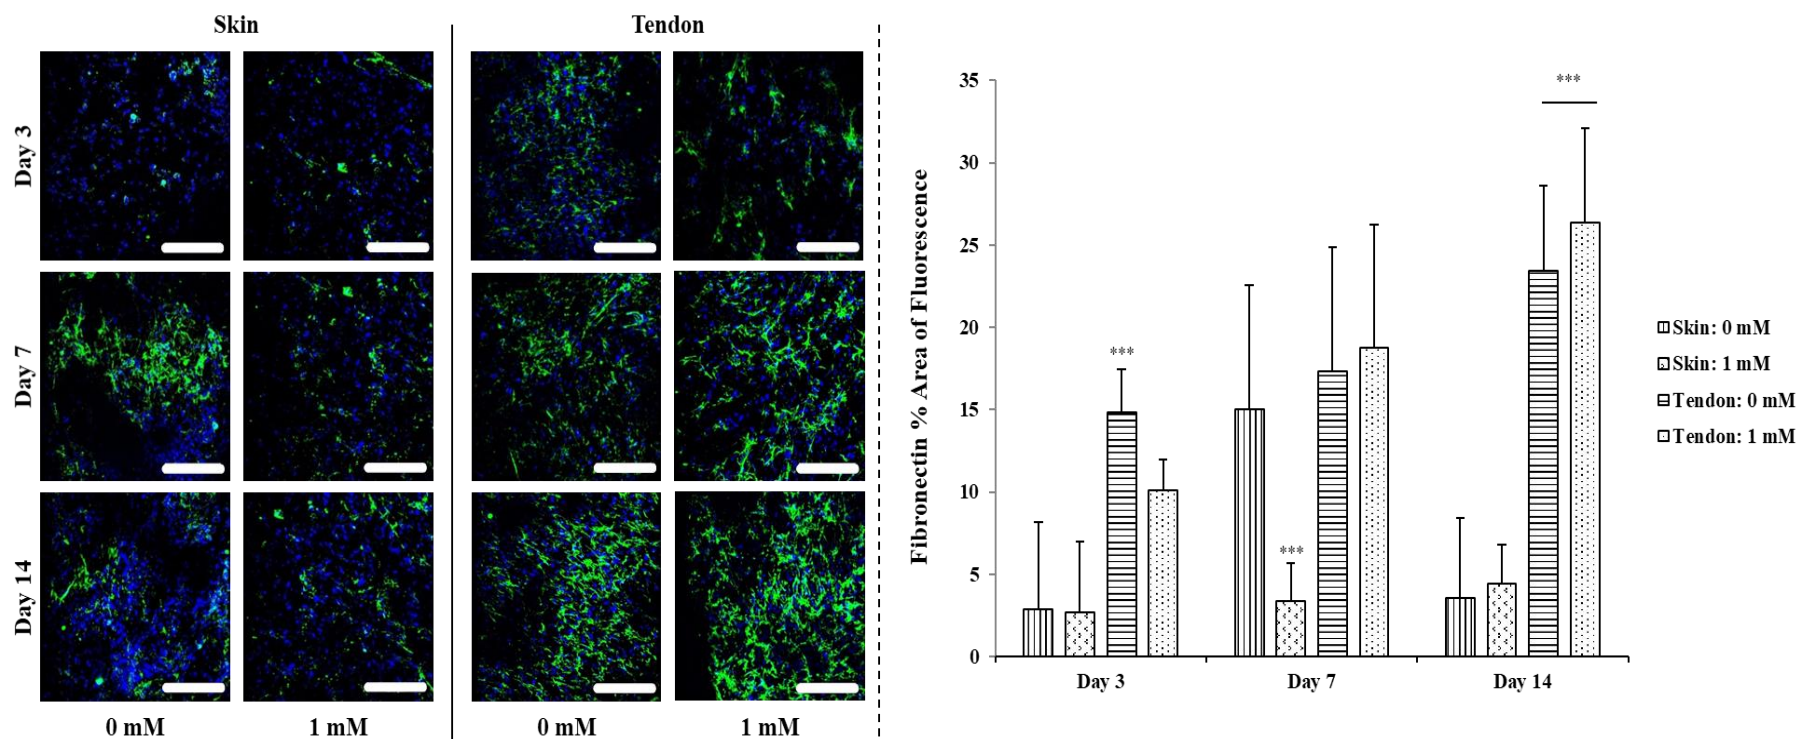 Skin
Tendon
Day 3
Day 7
Day 14
0 mM
1 mM
0 mM
1 mM
Fibronectin % Area of Fluorescence
35
30
25
20
15
10
5
0
***
***
***
Day 3
Day 7
Day 14
Skin: 0 mM
Skin: 1 mM
Tendon: 0 mM
Tendon: 1 mM